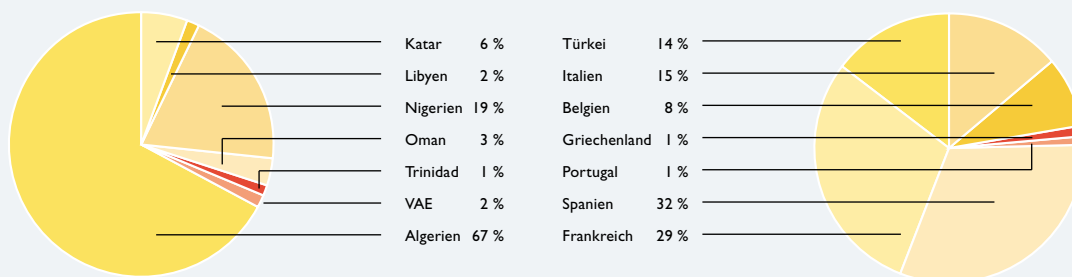 Katar 6 %
Libyen 2 %
Nigerien 19 %
Oman 3 %
Trinidad 1 %
VAE 2 %
Algerien 67 %
Türkei 14 %
Italien 15 %
Belgien 8 %
Griechenland 1 %
Portugal 1 %
Spanien 32 %
Frankreich 29 %